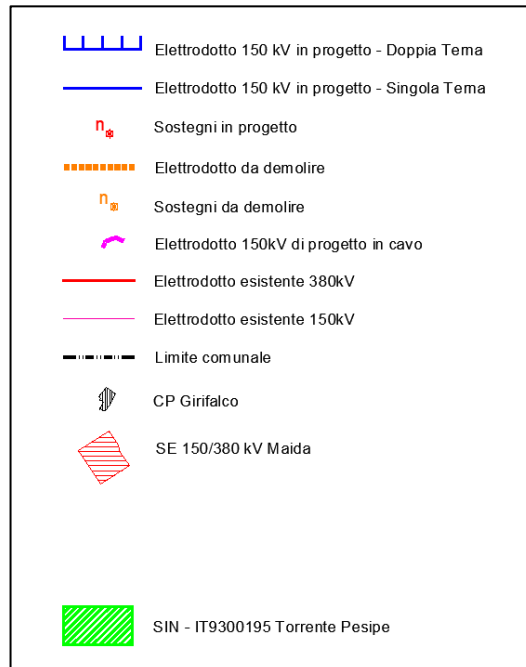 Elettrodotto 150 kV in progetto - Doppia Terna
Elettrodotto 150 kV in progetto - Singola Terna
n Sostegni in progetto
Elettrodotto da demolire
n Sostegni da demolire
Elettrodotto 150kV di progetto in cavo
Elettrodotto esistente 380kV
Elettrodotto esistente 150kV
Limite comunale
CP Girifalco
SE 150/380 kV Maida
SIN - IT9300195 Torrente Pesipe